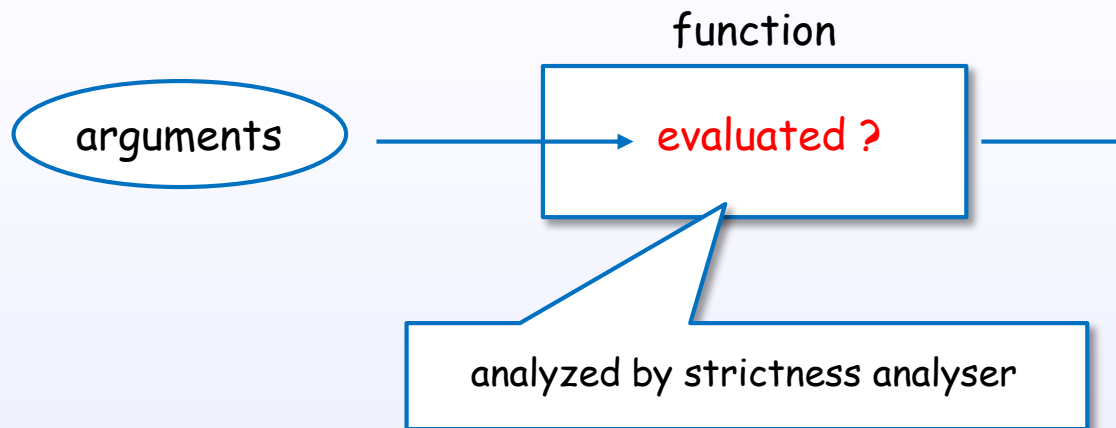 function
arguments
evaluated ?
analyzed by strictness analyser